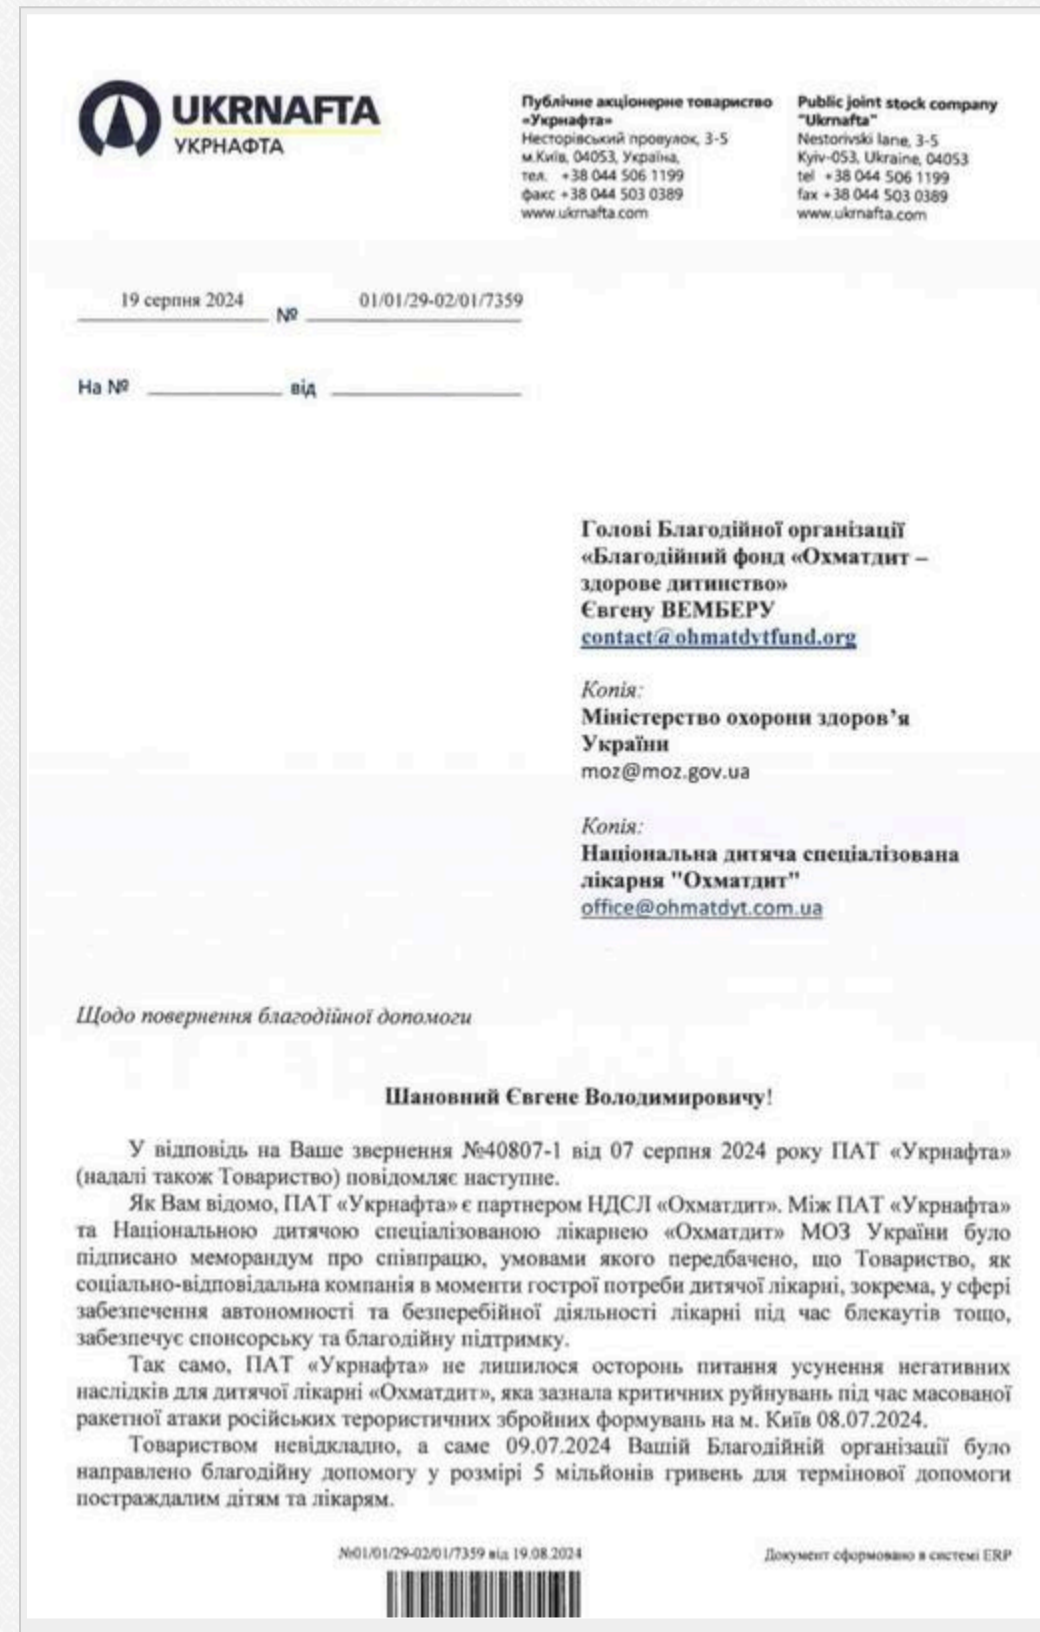 UKRNAFTA
УКРНАФТА
Публічне акціонерне товариство
«Укрнафта»
Несторівський провулок, 3-5
м.Київ, 04053, Україна,
тел. +38 044 506 1199
факс +38 044 503 0389
www.ukrnafta.com
Public joint stock company
"Ukrnafta"
Nestorivski lane, 3-5
Kyiv-053, Ukraine, 04053
tel +38 044 506 1199
fax +38 044 503 0389
www.ukrnafta.com
19 серпня 2024 № 01/01/29-02/01/7359
На № від
Голові Благодійної організації
«Благодійний фонд «Охматдит –
здорове дитинство»
Євгену ВЕМБЕРУ
contact@ohmatdytfund.org
Копія:
Міністерство охорони здоров’я
України
moz@moz.gov.ua
Копія:
Національна дитяча спеціалізована
лікарня "Охматдит"
office@ohmatdyt.com.ua
Щодо повернення благодійної допомоги
Шановний Євгене Володимировичу!
У відповідь на Ваше звернення №40807-1 від 07 серпня 2024 року ПАТ «Укрнафта»
(надалі також Товариство) повідомляє наступне.
Як Вам відомо, ПАТ «Укрнафта» є партнером НДСЛ «Охматдит». Між ПАТ «Укрнафта»
та Національною дитячою спеціалізованою лікарнею «Охматдит» МОЗ України було
підписано меморандум про співпрацю, умовами якого передбачено, що Товариство, як
соціально-відповідальна компанія в моменти гострої потреби дитячої лікарні, зокрема, у сфері
забезпечення автономності та безперебійної діяльності лікарні під час блекаутів тощо,
забезпечує спонсорську та благодійну підтримку.
Так само, ПАТ «Укрнафта» не лишилося осторонь питання усунення негативних
наслідків для дитячої лікарні «Охматдит», яка зазнала критичних руйнувань під час масованої
ракетної атаки російських терористичних збройних формувань на м. Київ 08.07.2024.
Товариством невідкладно, а саме 09.07.2024 Вашій Благодійній організації було
направлено благодійну допомогу у розмірі 5 мільйонів гривень для термінової допомоги
постраждалим дітям та лікарям.
№01/01/29-02/01/7359 від 19.08.2024
Документ сформовано в системі ERP